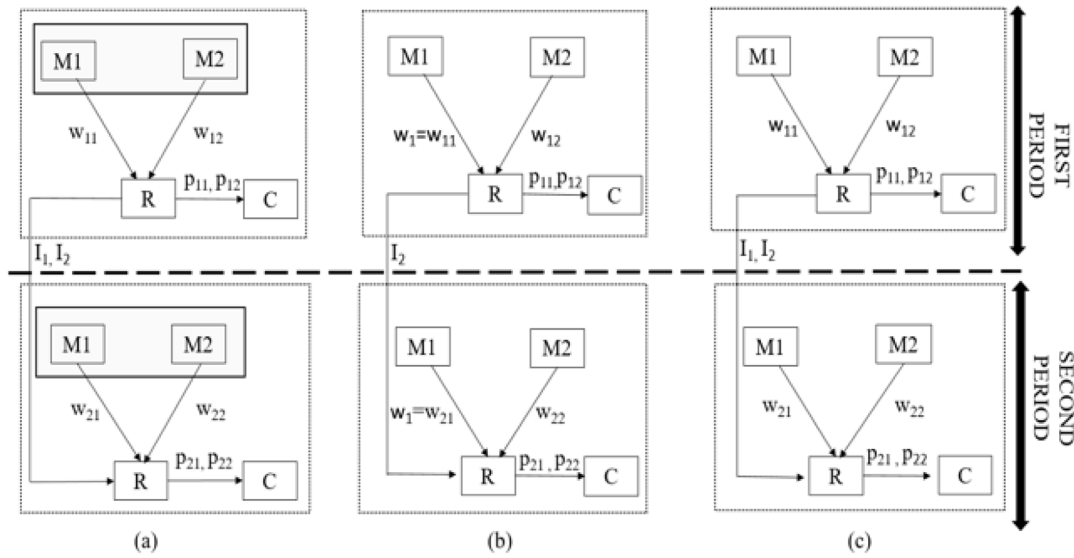 M1 M2
w₁₁ w₁₂
R p₁₁, p₁₂ C
I₁, I₂
M1 M2
w₂₁ w₂₂
R p₂₁, p₂₂ C
(a)
M1 M2
w₁=w₁₁ w₁₂
R p₁₁,p₁₂ C
I₂
M1 M2
w₁=w₂₁ w₂₂
R p₂₁ , p₂₂ C
(b)
M1 M2
w₁₁ w₁₂
R p₁₁, p₁₂ C
I₁, I₂
M1 M2
w₂₁ w₂₂
R p₂₁ , p₂₂ C
(c)
FIRST
PERIOD
SECOND
PERIOD